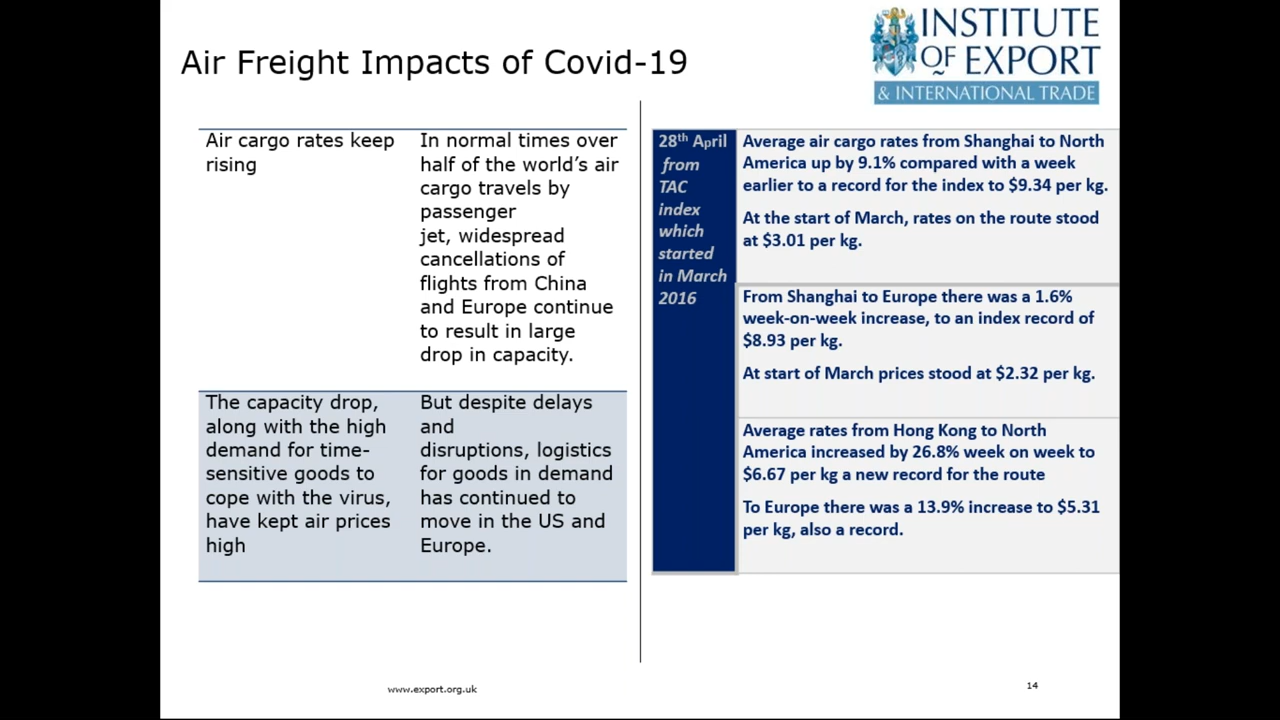 Air Freight Impacts of Covid-19
INSTITUTE
OF EXPORT
& INTERNATIONAL TRADE
Air cargo rates keep
rising
In normal times over
half of the world’s air
cargo travels by
passenger
jet, widespread
cancellations of
flights from China
and Europe continue
to result in large
drop in capacity.
The capacity drop,
along with the high
demand for time-
sensitive goods to
cope with the virus,
have kept air prices
high
But despite delays
and
disruptions, logistics
for goods in demand
has continued to
move in the US and
Europe.
28th April
from
TAC
index
which
started
in March
2016
Average air cargo rates from Shanghai to North
America up by 9.1% compared with a week
earlier to a record for the index to $9.34 per kg.
At the start of March, rates on the route stood
at $3.01 per kg.
From Shanghai to Europe there was a 1.6%
week-on-week increase, to an index record of
$8.93 per kg.
At start of March prices stood at $2.32 per kg.
Average rates from Hong Kong to North
America increased by 26.8% week on week to
$6.67 per kg a new record for the route
To Europe there was a 13.9% increase to $5.31
per kg, also a record.
www.export.org.uk
14